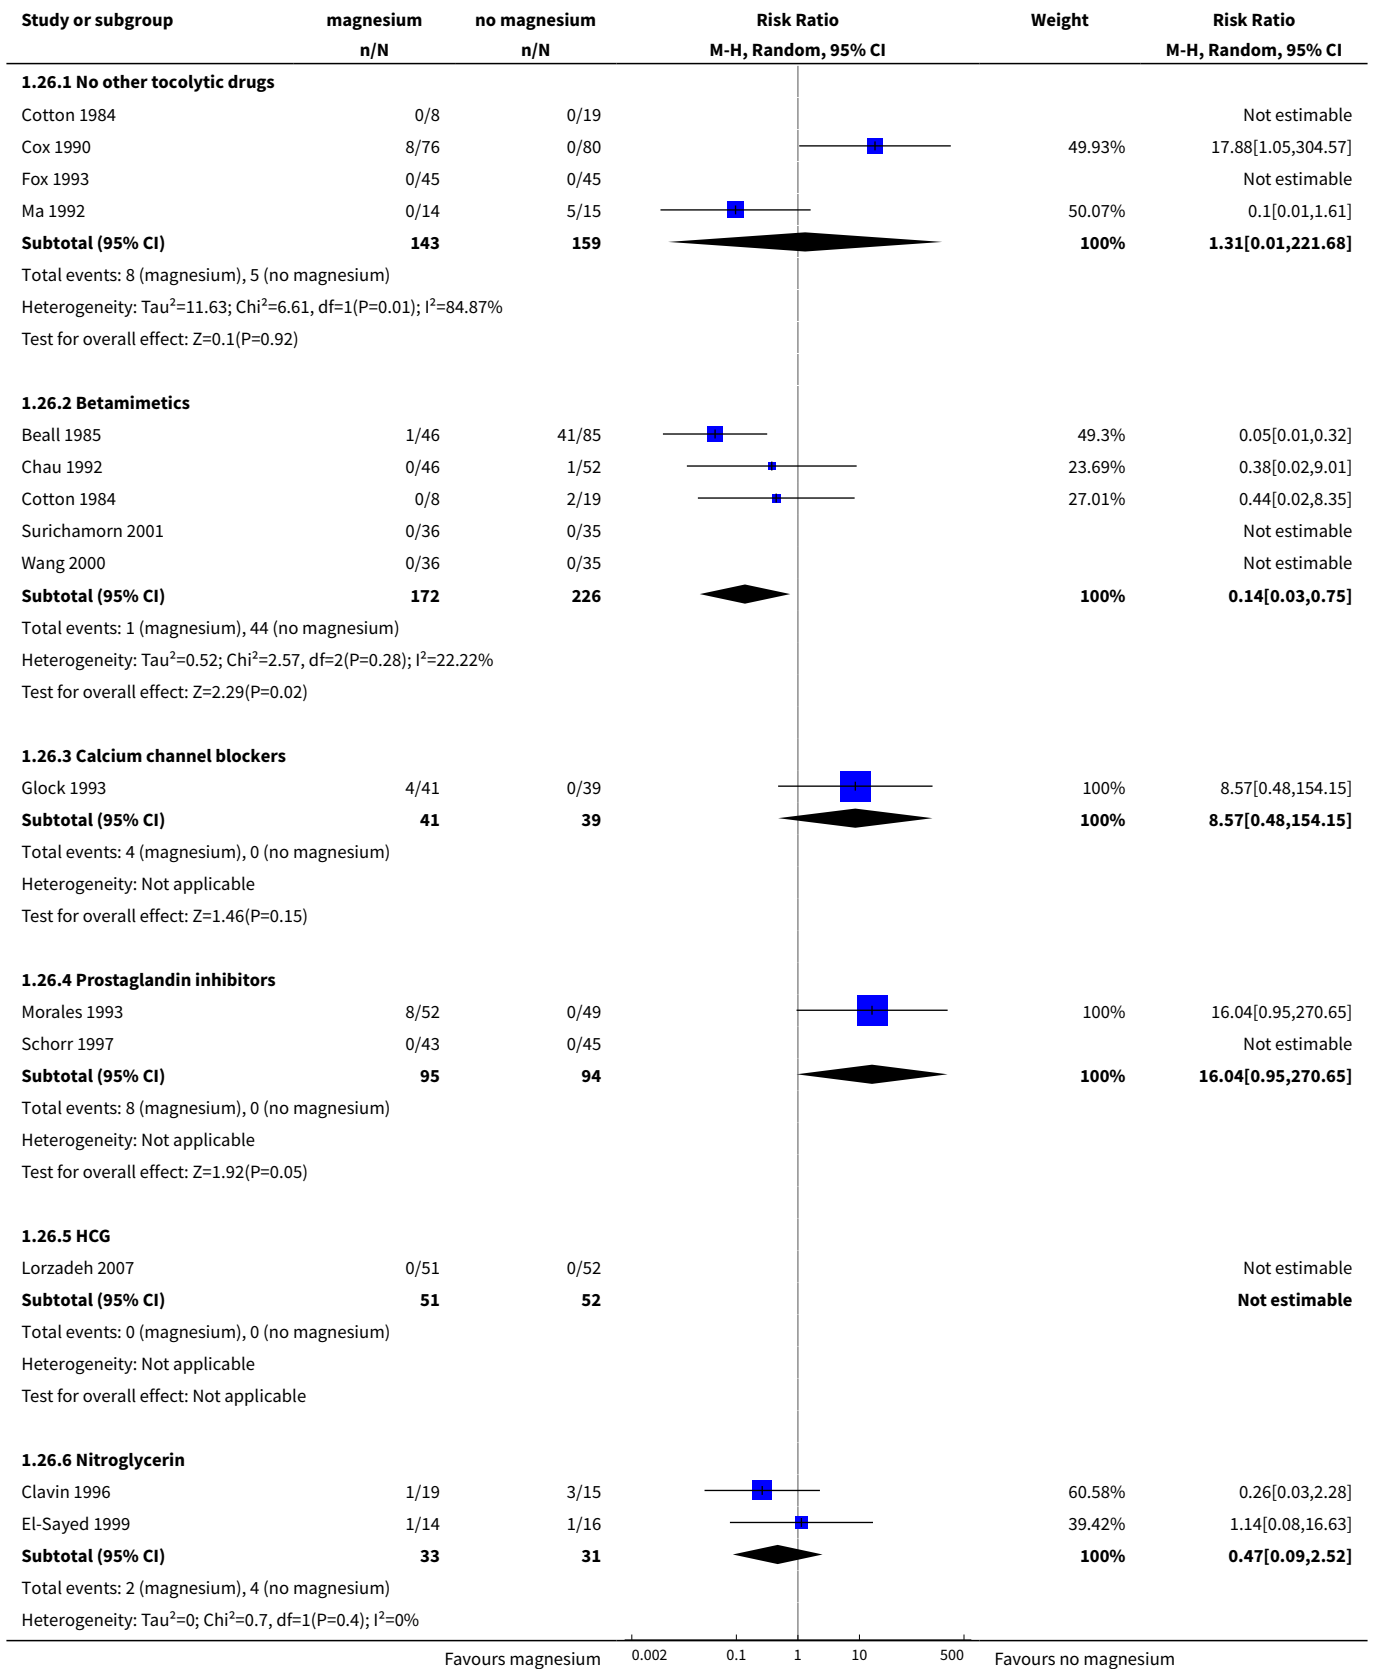 Study or subgroup magnesium no magnesium Risk Ratio Weight Risk Ratio
n/N n/N M-H, Random, 95% CI M-H, Random, 95% CI
1.26.1 No other tocolytic drugs
Cotton 1984 0/8 0/19 Not estimable
Cox 1990 8/76 0/80 49.93% 17.88[1.05,304.57]
Fox 1993 0/45 0/45 Not estimable
Ma 1992 0/14 5/15 50.07% 0.1[0.01,1.61]
Subtotal (95% CI) 143 159 100% 1.31[0.01,221.68]
Total events: 8 (magnesium), 5 (no magnesium)
Heterogeneity: Tau²=11.63; Chi²=6.61, df=1(P=0.01); I²=84.87%
Test for overall effect: Z=0.1(P=0.92)
1.26.2 Betamimetics
Beall 1985 1/46 41/85 49.3% 0.05[0.01,0.32]
Chau 1992 0/46 1/52 23.69% 0.38[0.02,9.01]
Cotton 1984 0/8 2/19 27.01% 0.44[0.02,8.35]
Surichamorn 2001 0/36 0/35 Not estimable
Wang 2000 0/36 0/35 Not estimable
Subtotal (95% CI) 172 226 100% 0.14[0.03,0.75]
Total events: 1 (magnesium), 44 (no magnesium)
Heterogeneity: Tau²=0.52; Chi²=2.57, df=2(P=0.28); I²=22.22%
Test for overall effect: Z=2.29(P=0.02)
1.26.3 Calcium channel blockers
Glock 1993 4/41 0/39 100% 8.57[0.48,154.15]
Subtotal (95% CI) 41 39 100% 8.57[0.48,154.15]
Total events: 4 (magnesium), 0 (no magnesium)
Heterogeneity: Not applicable
Test for overall effect: Z=1.46(P=0.15)
1.26.4 Prostaglandin inhibitors
Morales 1993 8/52 0/49 100% 16.04[0.95,270.65]
Schorr 1997 0/43 0/45 Not estimable
Subtotal (95% CI) 95 94 100% 16.04[0.95,270.65]
Total events: 8 (magnesium), 0 (no magnesium)
Heterogeneity: Not applicable
Test for overall effect: Z=1.92(P=0.05)
1.26.5 HCG
Lorzadeh 2007 0/51 0/52 Not estimable
Subtotal (95% CI) 51 52 Not estimable
Total events: 0 (magnesium), 0 (no magnesium)
Heterogeneity: Not applicable
Test for overall effect: Not applicable
1.26.6 Nitroglycerin
Clavin 1996 1/19 3/15 60.58% 0.26[0.03,2.28]
El-Sayed 1999 1/14 1/16 39.42% 1.14[0.08,16.63]
Subtotal (95% CI) 33 31 100% 0.47[0.09,2.52]
Total events: 2 (magnesium), 4 (no magnesium)
Heterogeneity: Tau²=0; Chi²=0.7, df=1(P=0.4); I²=0%
Favours magnesium 0.002 0.1 1 10 500 Favours no magnesium